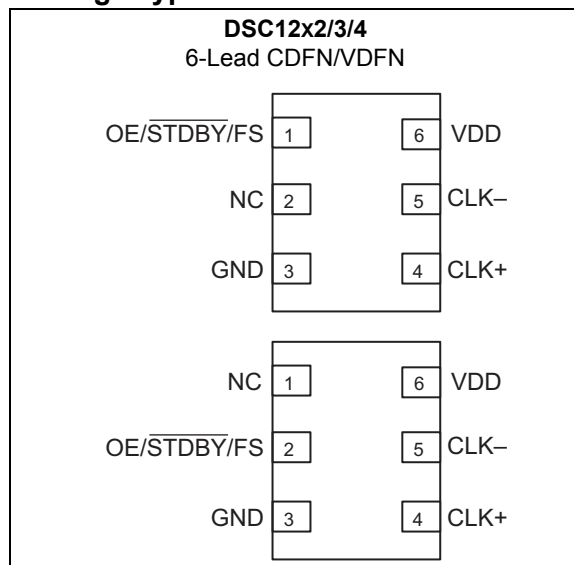 DSC12x2/3/4
6-Lead CDFN/VDFN
OE/STDBY/FS 1 6 VDD
NC 2 5 CLK–
GND 3 4 CLK+
NC 1 6 VDD
OE/STDBY/FS 2 5 CLK–
GND 3 4 CLK+